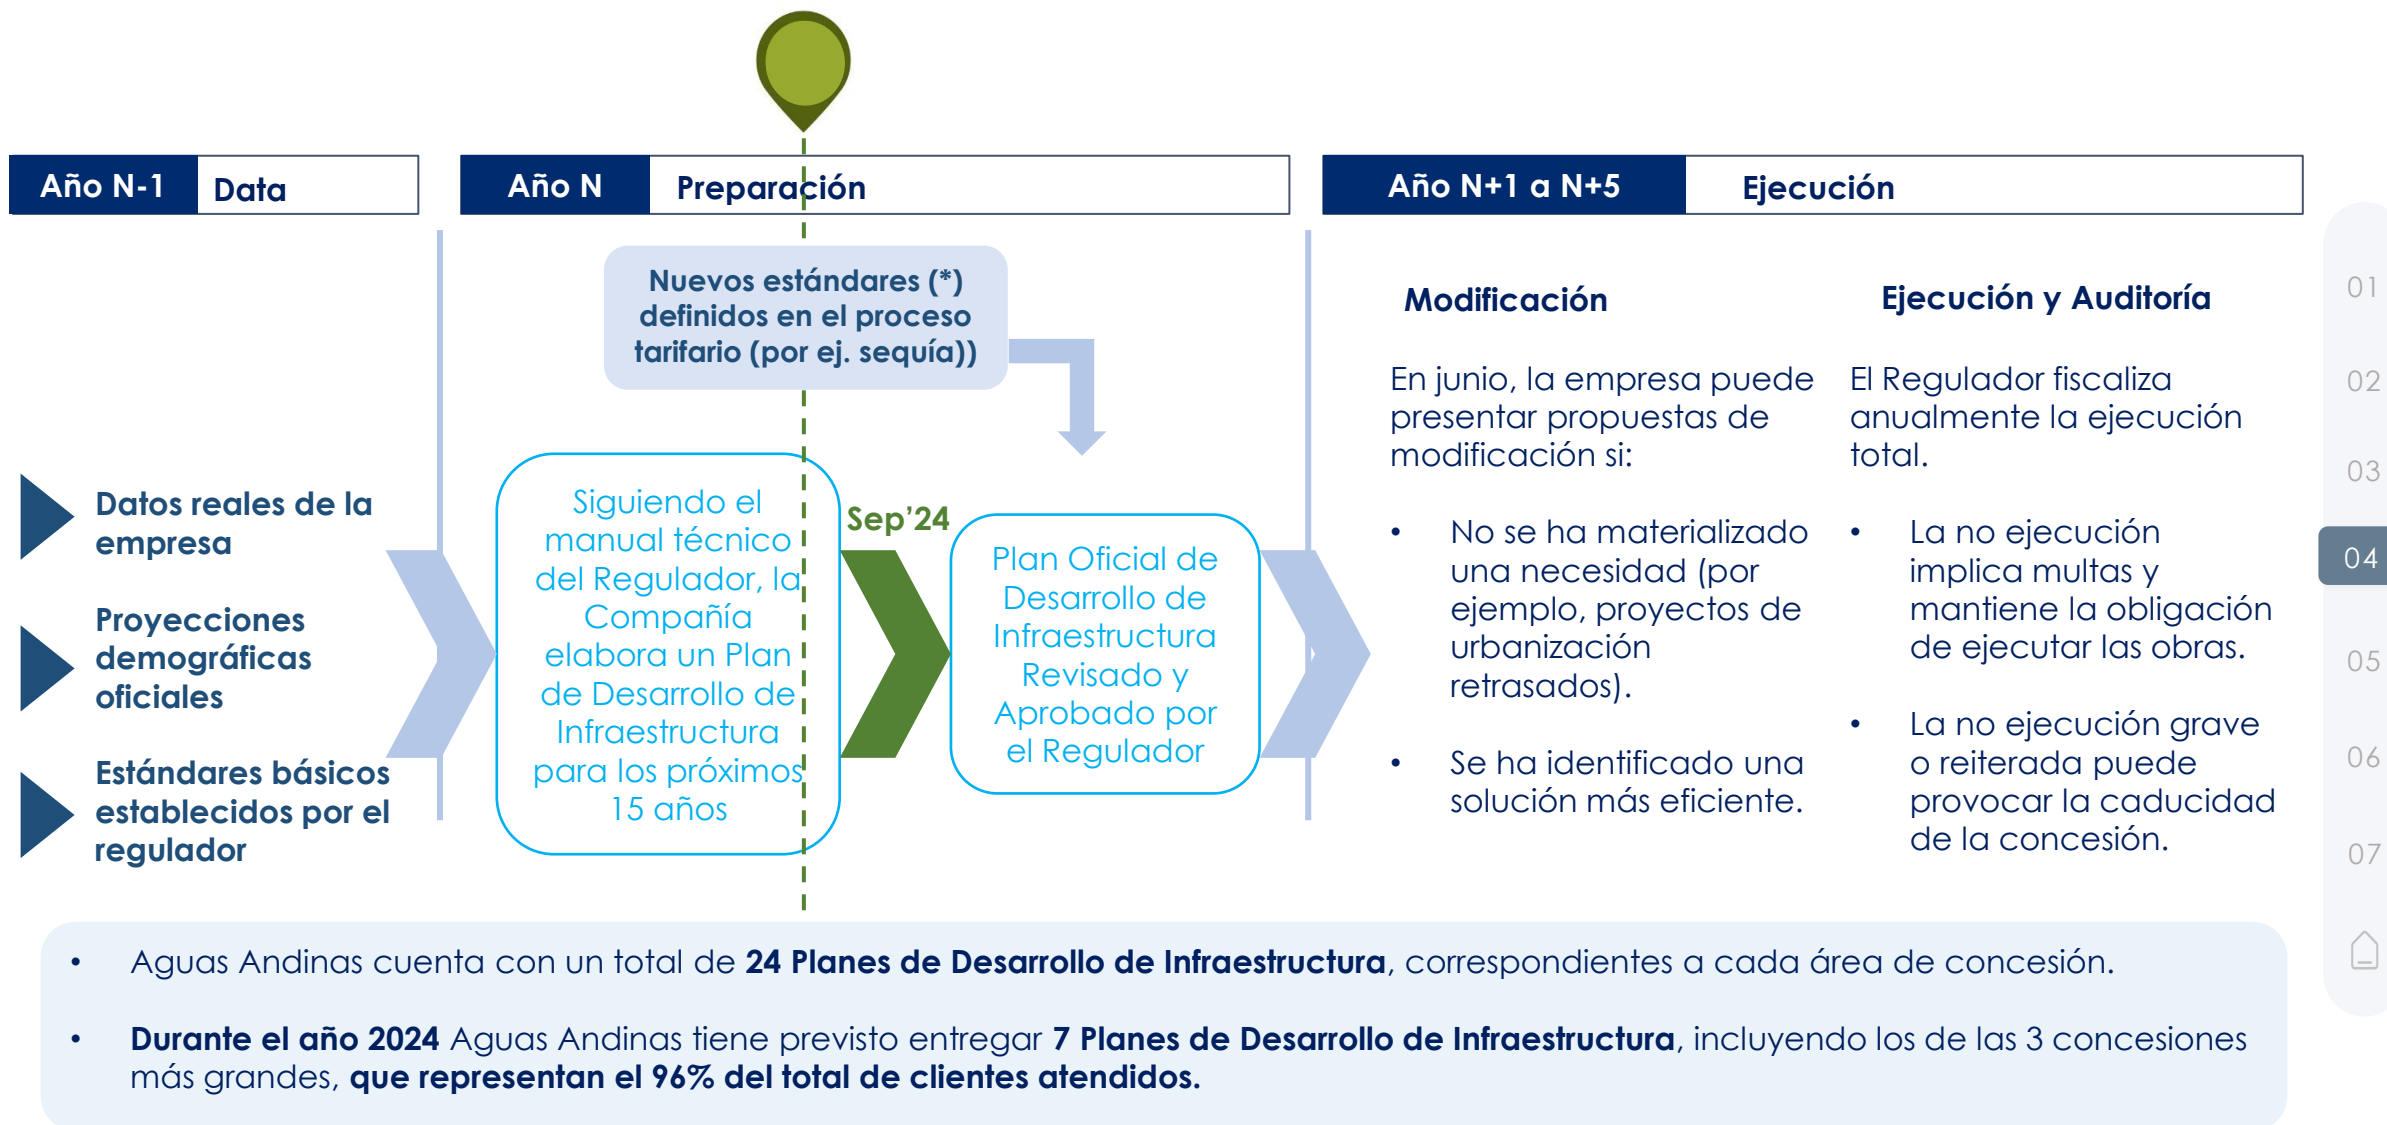 Año N-1
Data
Año N
Preparación
Año N+1 a N+5
Ejecución
Datos reales de la
empresa
Proyecciones
demográficas
oficiales
Estándares básicos
establecidos por el
regulador
Nuevos estándares (*)
definidos en el proceso
tarifario (por ej. sequía))
Siguiendo el
manual técnico
del Regulador, la
Compañía
elabora un Plan
de Desarrollo de
Infraestructura
para los próximos
15 años
Sep’24
Plan Oficial de
Desarrollo de
Infraestructura
Revisado y
Aprobado por
el Regulador
Modificación
En junio, la empresa puede
presentar propuestas de
modificación si:
• No se ha materializado
una necesidad (por
ejemplo, proyectos de
urbanización
retrasados).
• Se ha identificado una
solución más eficiente.
Ejecución y Auditoría
El Regulador fiscaliza
anualmente la ejecución
total.
• La no ejecución
implica multas y
mantiene la obligación
de ejecutar las obras.
• La no ejecución grave
o reiterada puede
provocar la caducidad
de la concesión.
• Aguas Andinas cuenta con un total de 24 Planes de Desarrollo de Infraestructura, correspondientes a cada área de concesión.
• Durante el año 2024 Aguas Andinas tiene previsto entregar 7 Planes de Desarrollo de Infraestructura, incluyendo los de las 3 concesiones
más grandes, que representan el 96% del total de clientes atendidos.
01
02
03
04
05
06
07